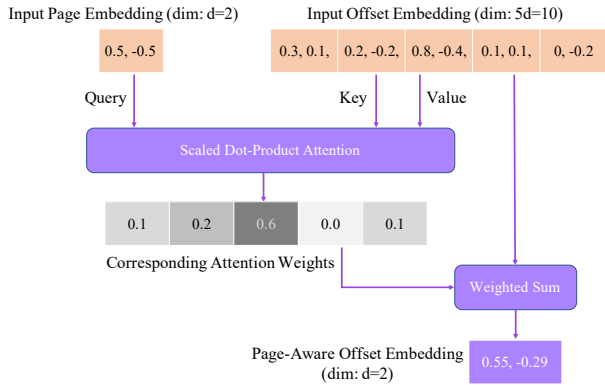 Input Page Embedding (dim: d=2)
Input Offset Embedding (dim: 5d=10)
0.5, -0.5
0.3, 0.1, 0.2, -0.2, 0.8, -0.4, 0.1, 0.1, 0, -0.2
Query
Key
Value
Scaled Dot-Product Attention
0.1 0.2 0.6 0.0 0.1
Corresponding Attention Weights
Weighted Sum
Page-Aware Offset Embedding
(dim: d=2)
0.55, -0.29